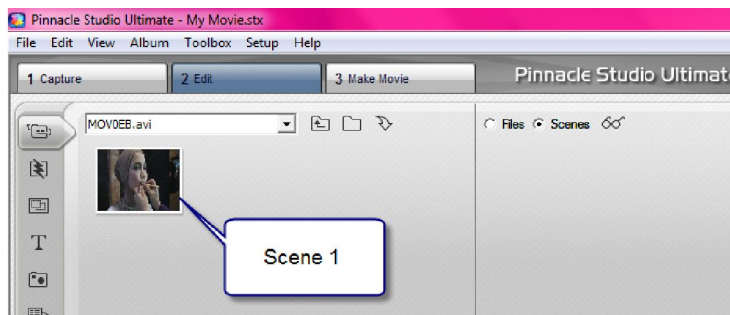 Pinnacle Studio Ultimate - My Movie.stx
File Edit View Album Toolbox Setup Help
1 Capture 2 Edit 3 Make Movie Pinnacle Studio Ultimat
MOV0EB.avi Files Scenes
T
Scene 1